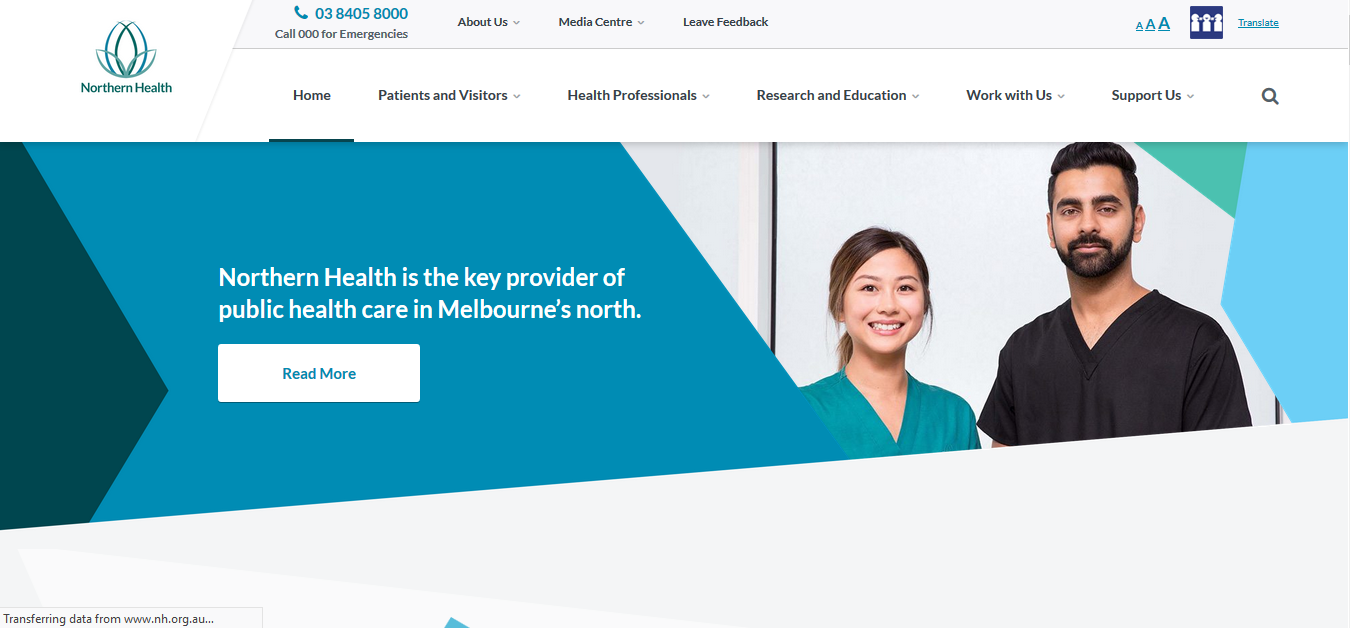 03 8405 8000
Call 000 for Emergencies
About Us
Media Centre
Leave Feedback
A A A
Translate
Northern Health
Home
Patients and Visitors
Health Professionals
Research and Education
Work with Us
Support Us
Northern Health is the key provider of
public health care in Melbourne’s north.
Read More
Transferring data from www.nh.org.au...